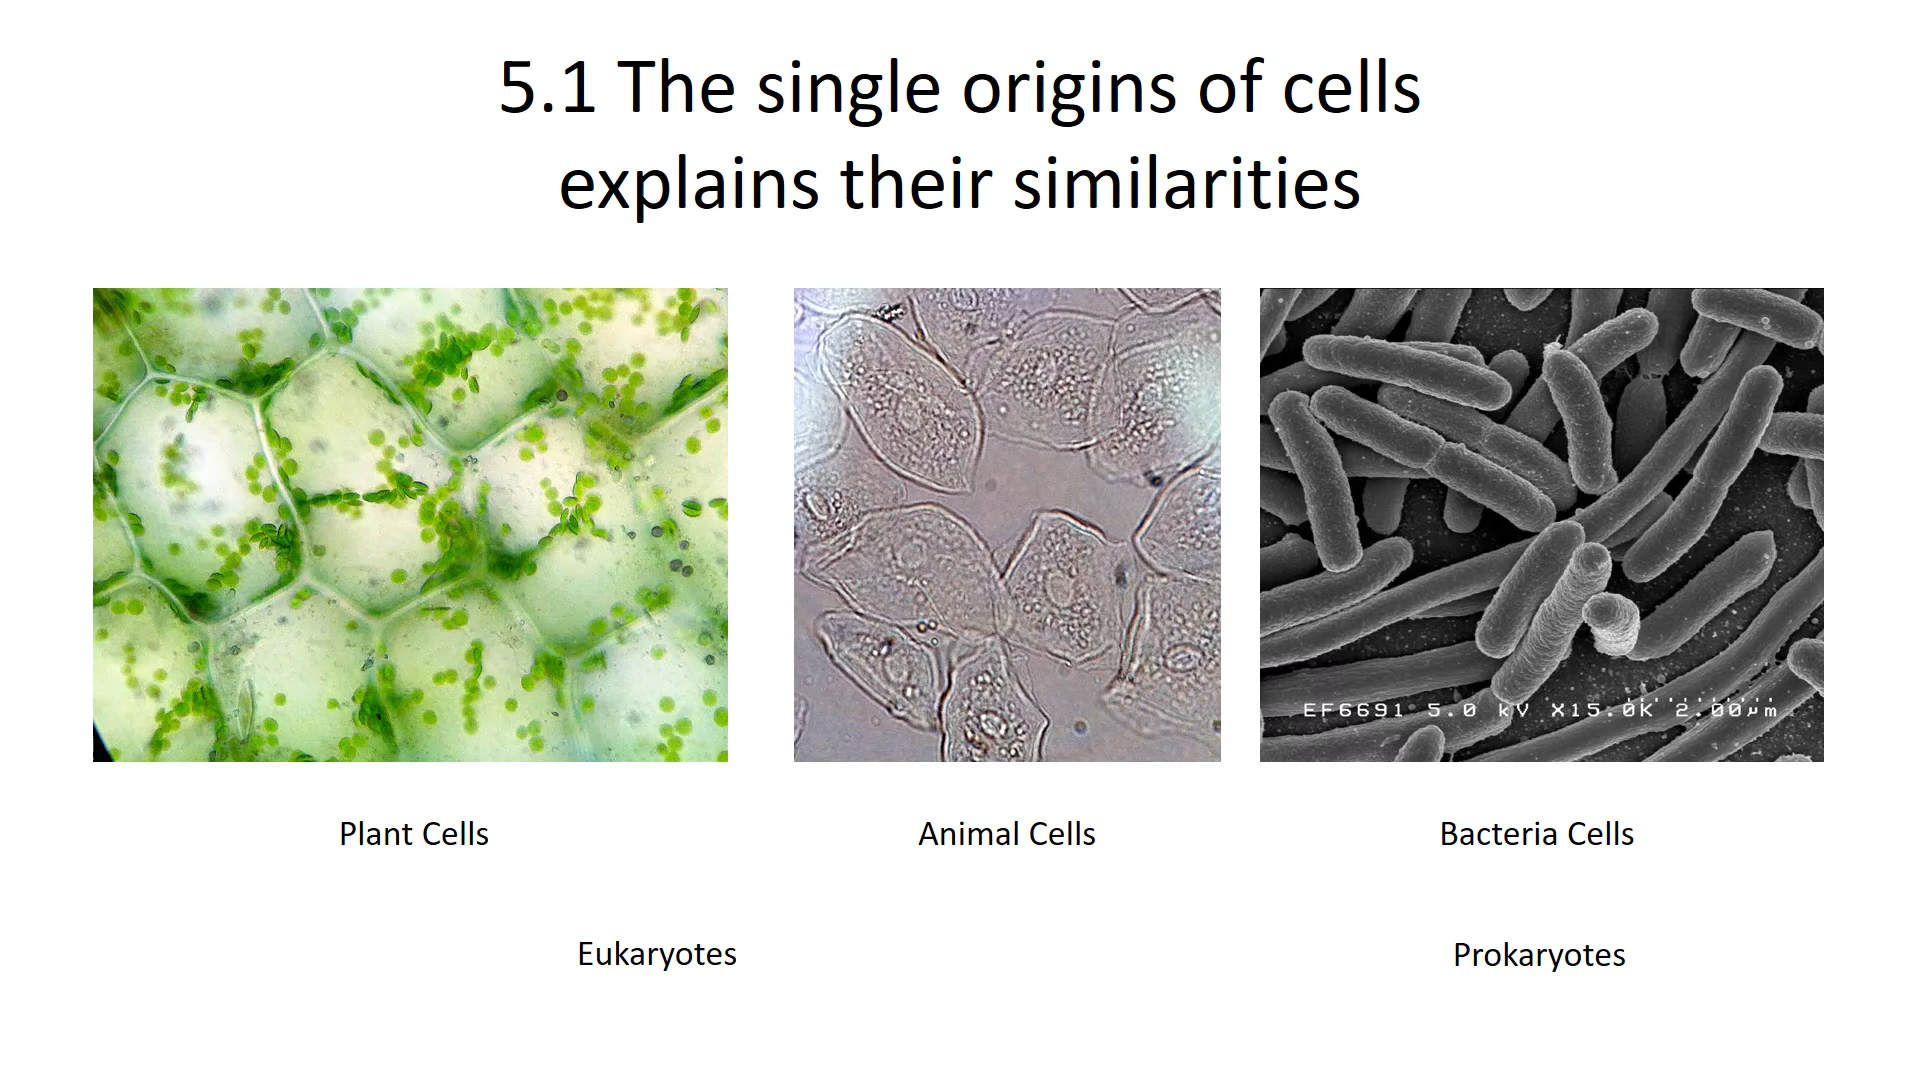 5.1 The single origins of cells
explains their similarities
EF6691 5.0 kV X15.0K 2.00µm
Plant Cells
Animal Cells
Bacteria Cells
Eukaryotes
Prokaryotes